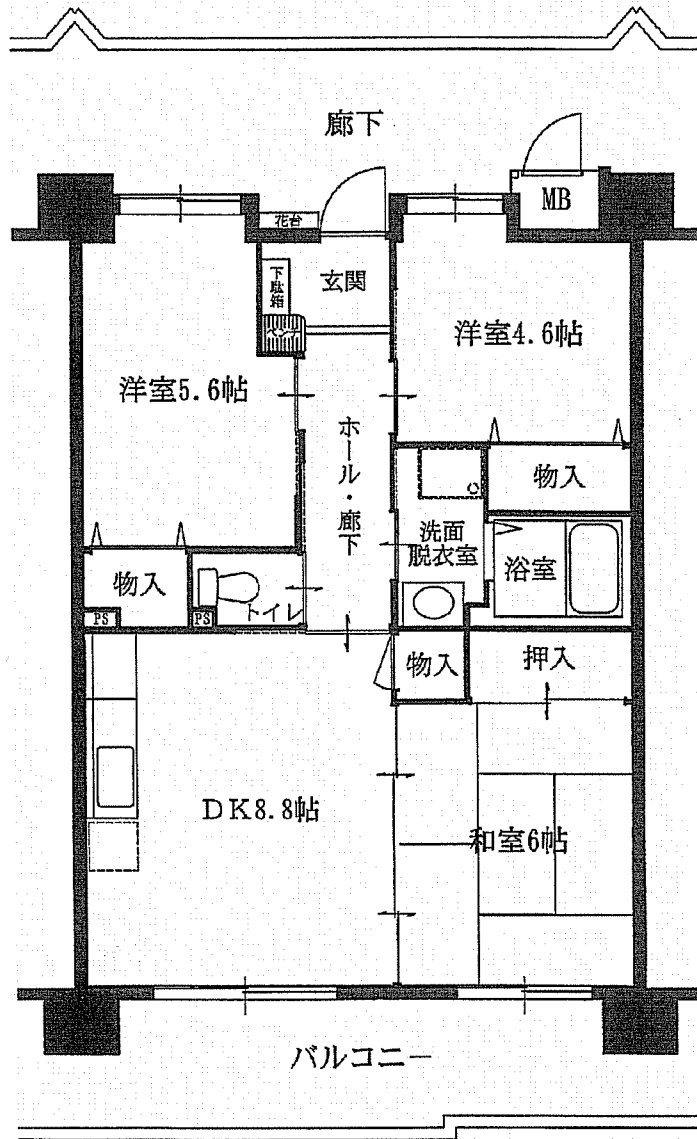 廊下
MB
花台
玄関
下駄箱
ベンチ
洋室4.6帖
洋室5.6帖
ホール・廊下
物入
洗面
脱衣室
浴室
物入
トイレ
PS
PS
物入
押入
DK8.8帖
和室6帖
バルコニー